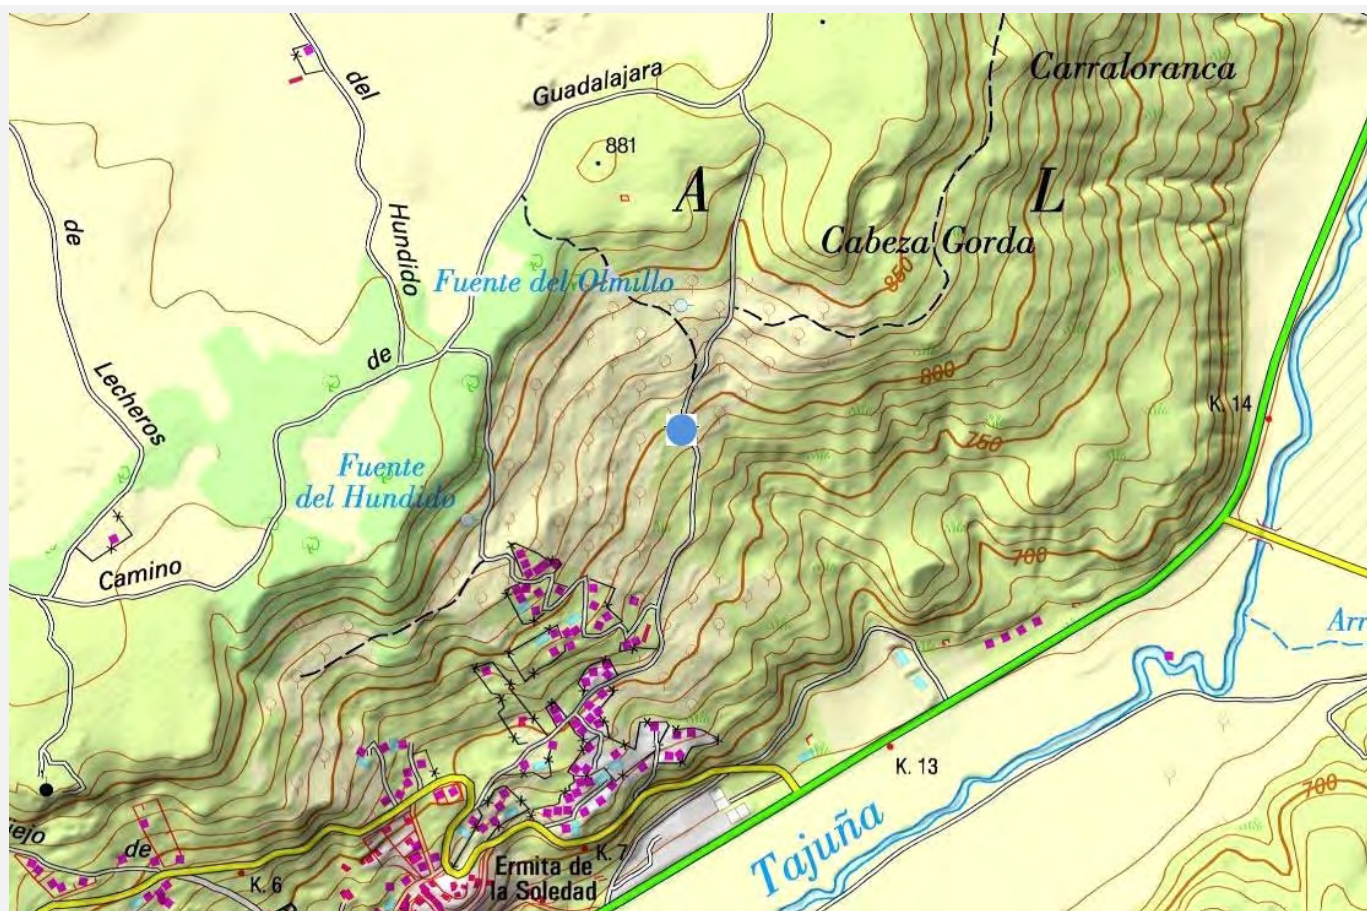 Carraloranca
del
Guadalajara
881
A
L
de
Hundido
Cabeza Gorda
Fuente del Olmillo
850
de
800
Lecheros
K. 14
750
Fuente
del Hundido
700
Camino
Arr
K. 13
700
Tajuña
iejo
de
K. 6
K. 7
Ermita de
la Soledad